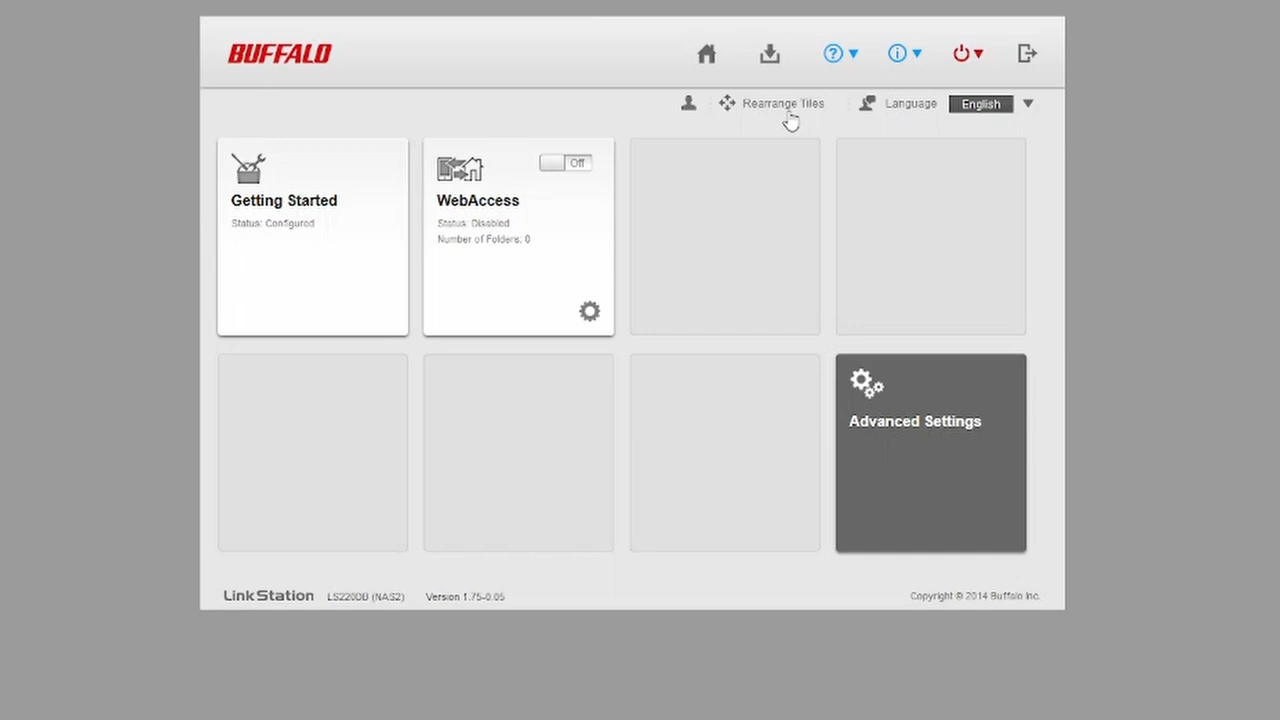 BUFFALO
Rearrange Tiles
Language
English
Getting Started
Status: Configured
Off
WebAccess
Status: Disabled
Number of Folders: 0
Advanced Settings
LinkStation LS220DB (NAS2) Version 1.75-0.05
Copyright © 2014 Buffalo Inc.